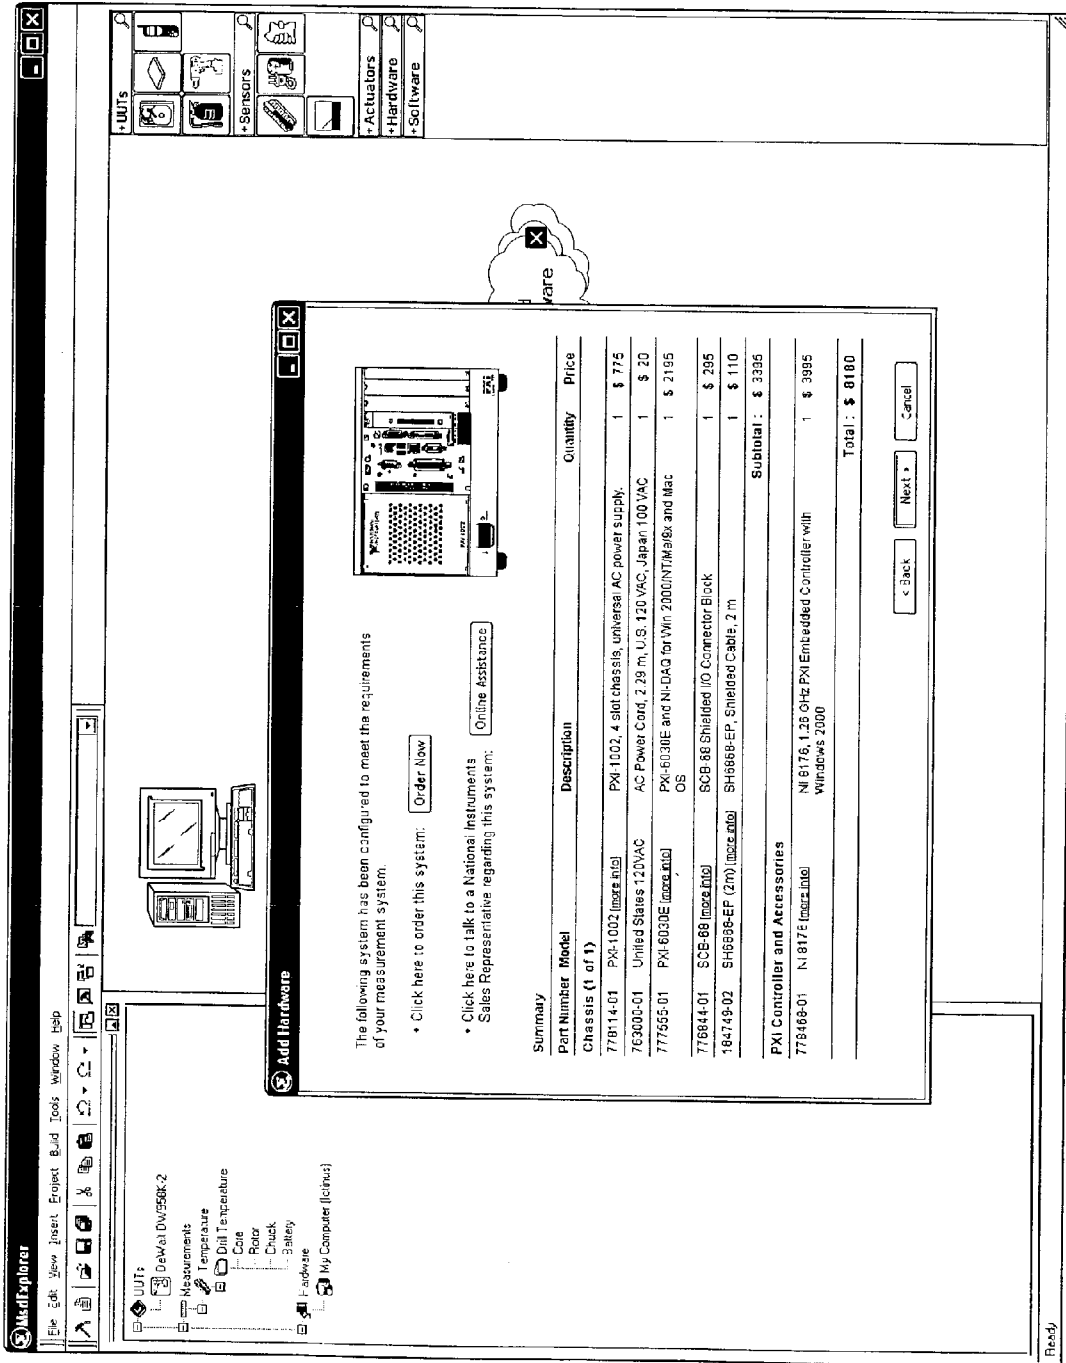 MsdExplorer
File Edit View Insert Project Build Tools Window Help
UUTs
DeWalt DW956K-2
Measurements
Temperature
Drill Temperature
Core
Rotor
Chuck
Battery
Hardware
My Computer (Ictinus)
+UUTs
+Sensors
+Actuators
+Hardware
+Software
ware
Add Hardware
The following system has been configured to meet the requirements
of your measurement system.
• Click here to order this system: Order Now
• Click here to talk to a National Instruments
Sales Representative regarding this system: Online Assistance
Summary
Part Number Model Description Quantity Price
Chassis (1 of 1)
778114-01 PXI-1002 [more info] PXI-1002, 4 slot chassis, universal AC power supply. 1 $ 775
763000-01 United States 120VAC AC Power Cord, 2.29 m, U.S. 120 VAC, Japan 100 VAC 1 $ 20
777555-01 PXI-6030E [more info] PXI-6030E and NI-DAQ for Win 2000/NT/Me/9x and Mac 1 $ 2195
OS
776844-01 SCB-68 [more info] SCB-68 Shielded I/O Connector Block 1 $ 295
184749-02 SH6868-EP (2m) [more info] SH6868-EP, Shielded Cable, 2 m 1 $ 110
Subtotal : $ 3395
PXI Controller and Accessories
778468-01 NI 8176 [more info] NI 8176, 1.26 GHz PXI Embedded Controller with 1 $ 3995
Windows 2000
Total : $ 8180
< Back Next > Cancel
Ready